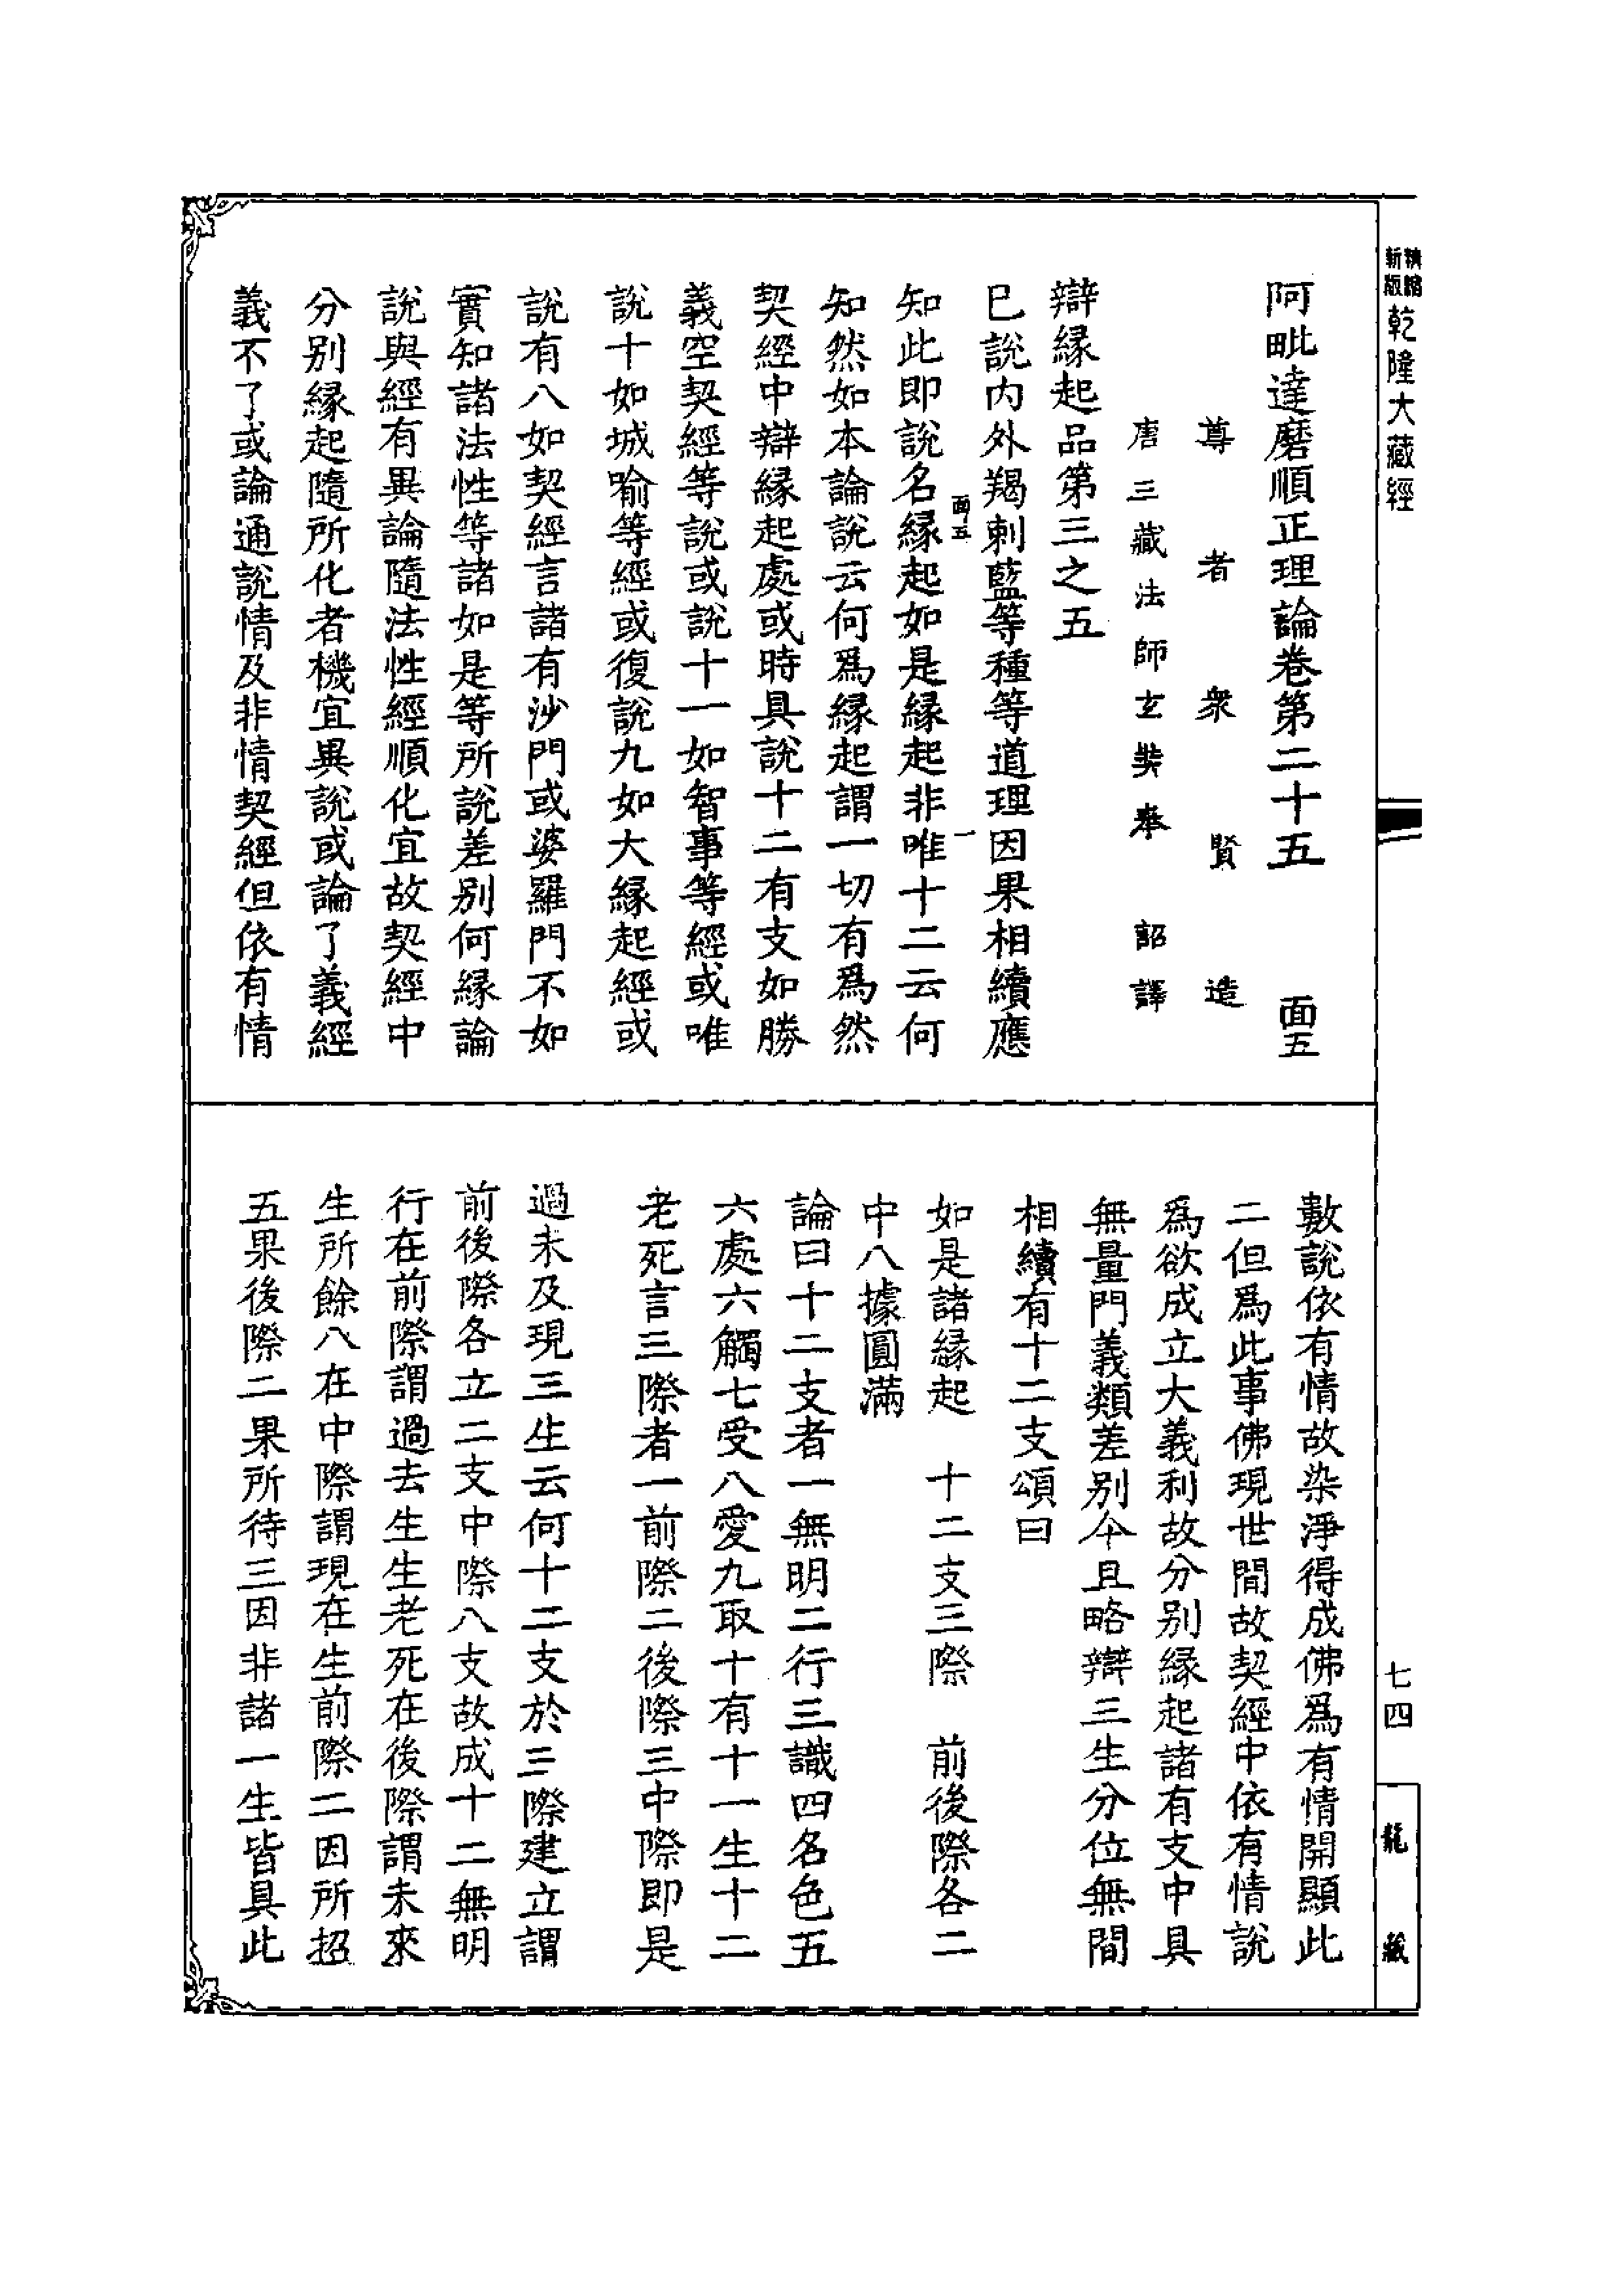 精縮
新版
乾隆大藏經
阿毗達磨順正理論卷第二十五　面五
尊者衆賢造
唐三藏法師玄奘奉　詔譯
辯緣起品第三之五
已說內外羯剌藍等種等道理因果相續應
面五　一
知此即說名緣起如是緣起非唯十二云何
知然如本論說云何爲緣起謂一切有爲然
契經中辯緣起處或時具說十二有支如勝
義空契經等說或說十一如智事等經或唯
說十如城喻等經或復說九如大緣起經或
說有八如契經言諸有沙門或婆羅門不如
實知諸法性等諸如是等所說差別何緣論
說與經有異論隨法性經順化宜故契經中
分別緣起隨所化者機宜異說或論了義經
義不了或論通說情及非情契經但依有情
數說依有情故染淨得成佛爲有情開顯此
二但爲此事佛現世間故契經中依有情說
爲欲成立大義利故分別緣起諸有支中具
無量門義類差別今且略辯三生分位無間
相續有十二支頌曰
如是諸緣起　十二支三際　前後際各二
中八據圓滿
論曰十二支者一無明二行三識四名色五
六處六觸七受八愛九取十有十一生十二
老死言三際者一前際二後際三中際即是
過未及現三生云何十二支於三際建立謂
前後際各立二支中際八支故成十二無明
行在前際謂過去生生老死在後際謂未來
生所餘八在中際謂現在生前際二因所招
五果後際二果所待三因非諸一生皆具此
七四
龍藏